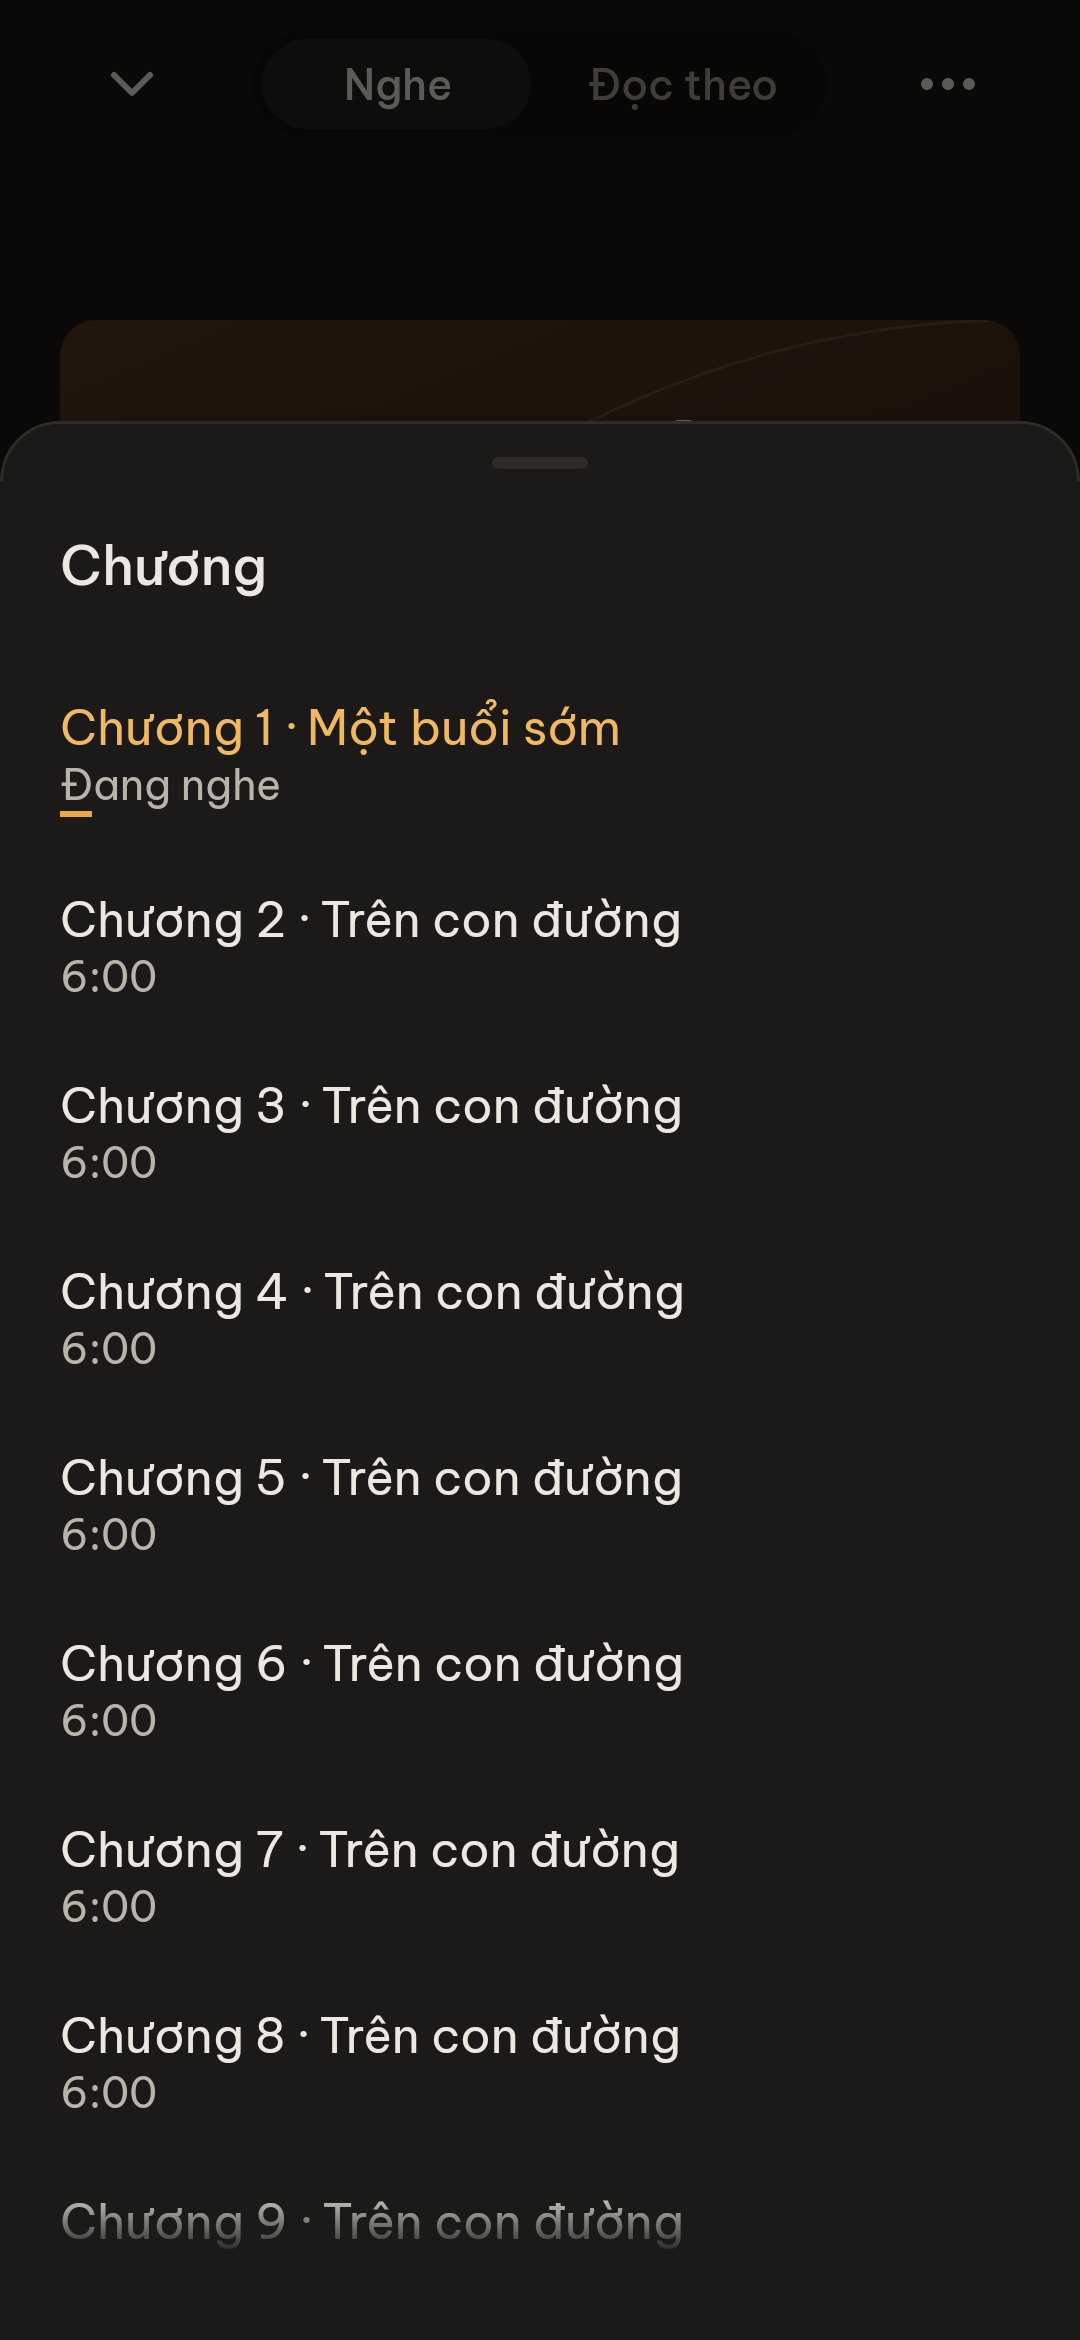 Nghe
Đọc theo
Chương
Chương 1 · Một buổi sớm
Đang nghe
Chương 2 · Trên con đường
6:00
Chương 3 · Trên con đường
6:00
Chương 4 · Trên con đường
6:00
Chương 5 · Trên con đường
6:00
Chương 6 · Trên con đường
6:00
Chương 7 · Trên con đường
6:00
Chương 8 · Trên con đường
6:00
Chương 9 · Trên con đường